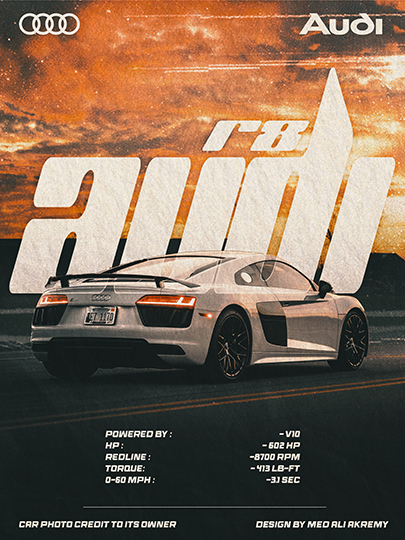 Audi
r8
audi
POWERED BY : - V10
HP : - 602 HP
REDLINE : -8700 RPM
TORQUE: - 413 LB-FT
0-60 MPH : -3.1 SEC
CAR PHOTO CREDIT TO ITS OWNER DESIGN BY MED ALI AKREMY